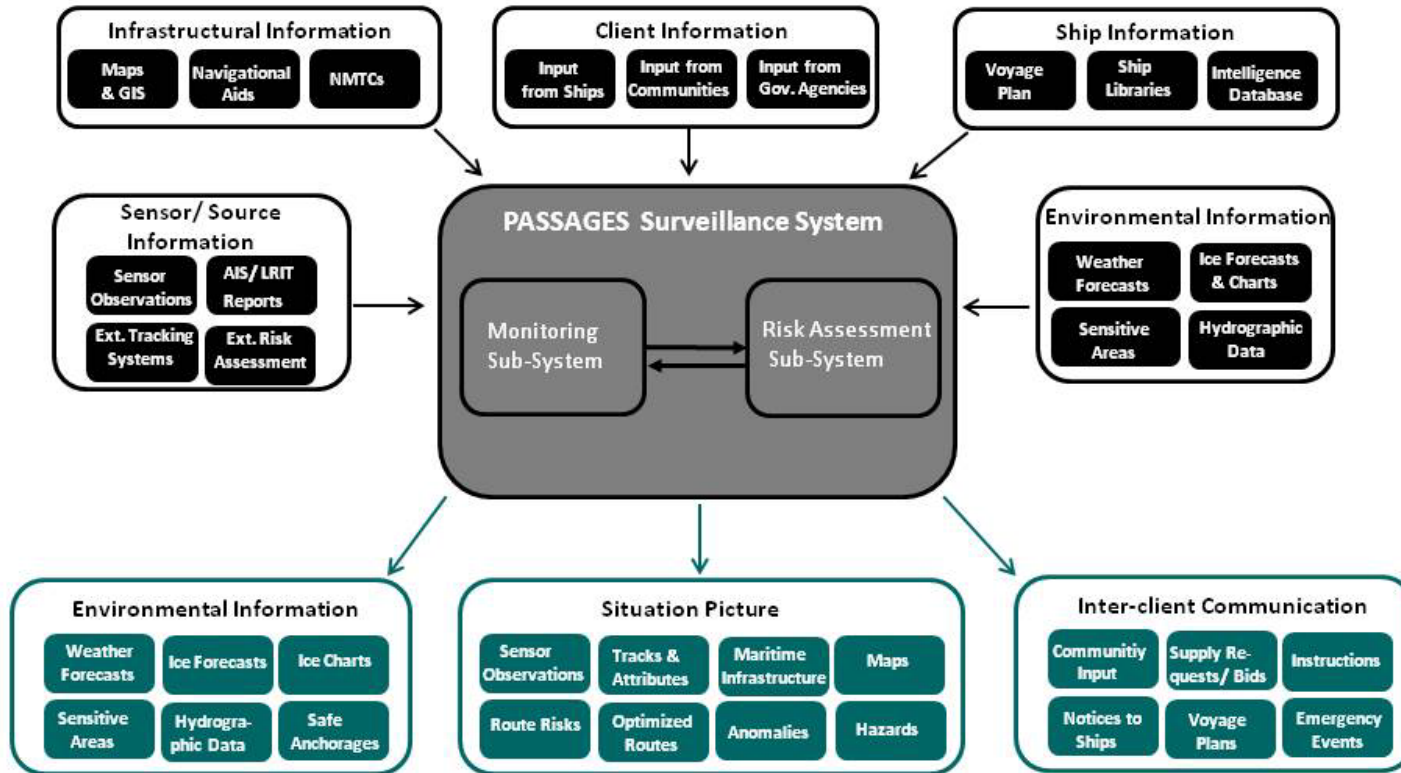 Infrastructural Information
Maps
& GIS
Navigational
Aids
NMTCs
Client Information
Input
from Ships
Input from
Communities
Input from
Gov. Agencies
Ship Information
Voyage
Plan
Ship
Libraries
Intelligence
Database
Sensor/ Source
Information
Sensor
Observations
AIS/ LRIT
Reports
Ext. Tracking
Systems
Ext. Risk
Assessment
PASSAGES Surveillance System
Monitoring
Sub-System
Risk Assessment
Sub-System
Environmental Information
Weather
Forecasts
Ice Forecasts
& Charts
Sensitive
Areas
Hydrographic
Data
Environmental Information
Weather
Forecasts
Ice Forecasts
Ice Charts
Sensitive
Areas
Hydrogra-
phic Data
Safe
Anchorages
Situation Picture
Sensor
Observations
Tracks &
Attributes
Maritime
Infrastructure
Maps
Route Risks
Optimized
Routes
Anomalies
Hazards
Inter-client Communication
Communitiy
Input
Supply Re-
quests/ Bids
Instructions
Notices to
Ships
Voyage
Plans
Emergency
Events